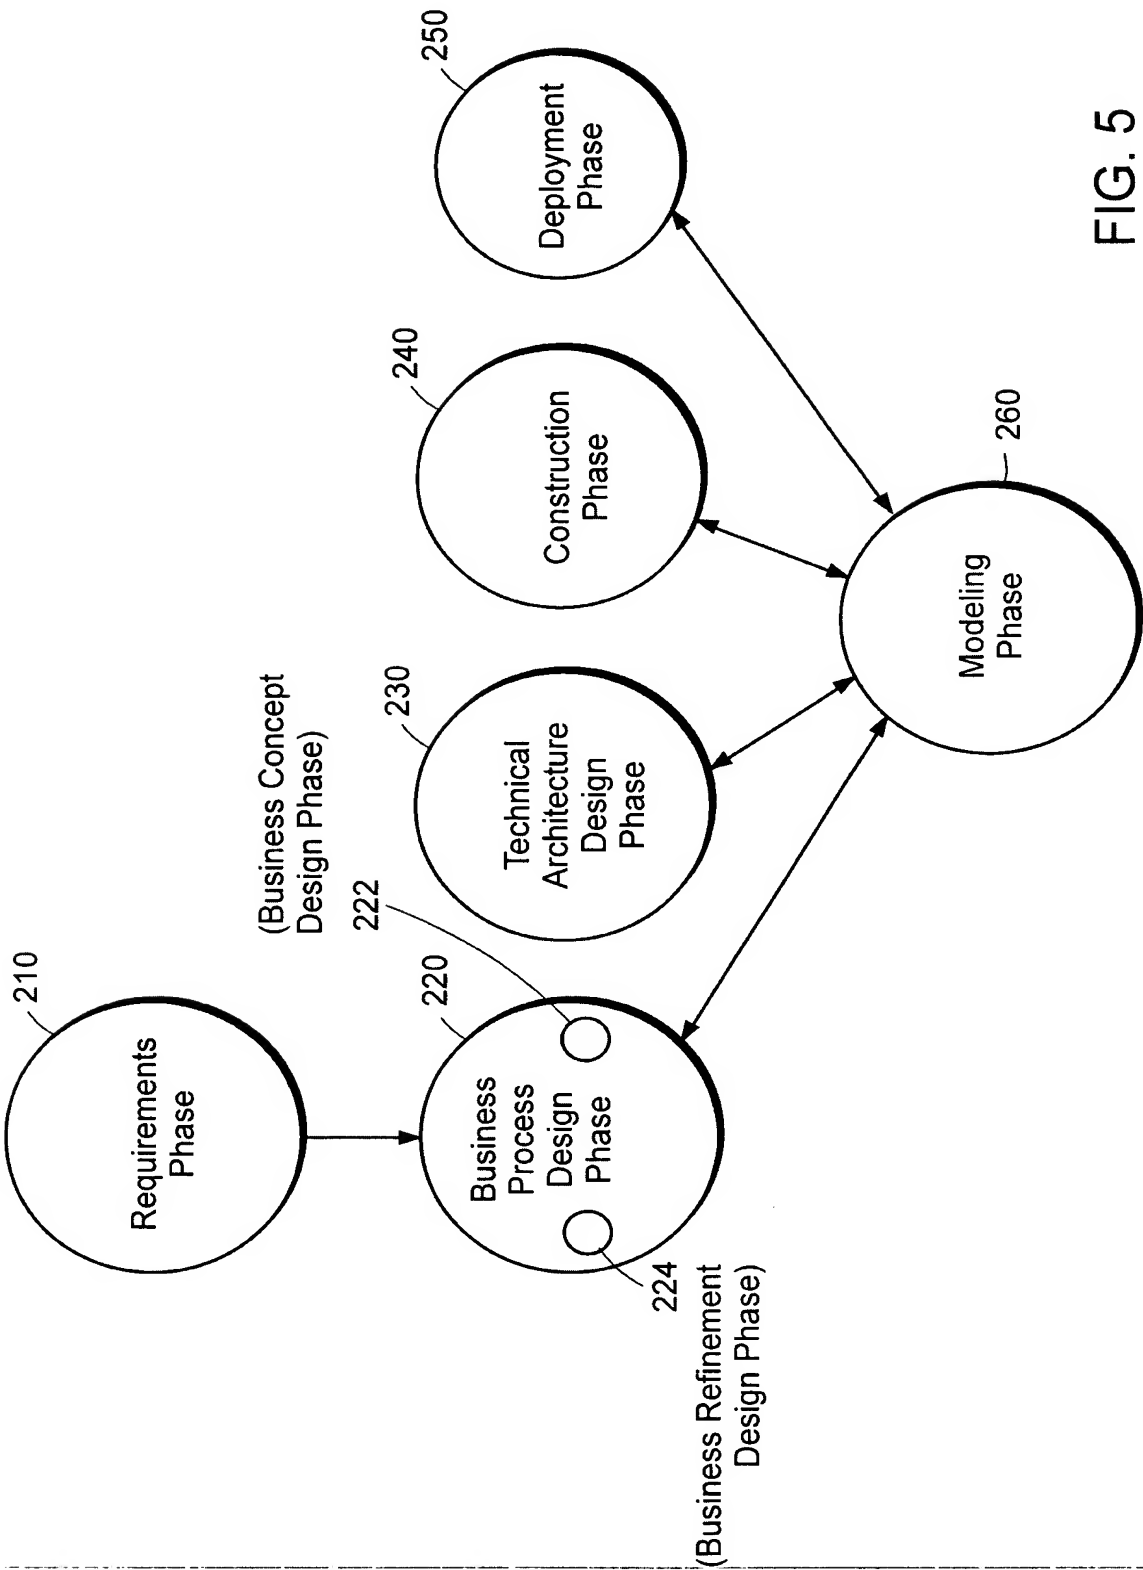 210
Requirements
Phase
(Business Concept
Design Phase)
222
220
Business
Process
Design
Phase
224
(Business Refinement
Design Phase)
230
Technical
Architecture
Design
Phase
240
Construction
Phase
250
Deployment
Phase
260
Modeling
Phase
FIG. 5